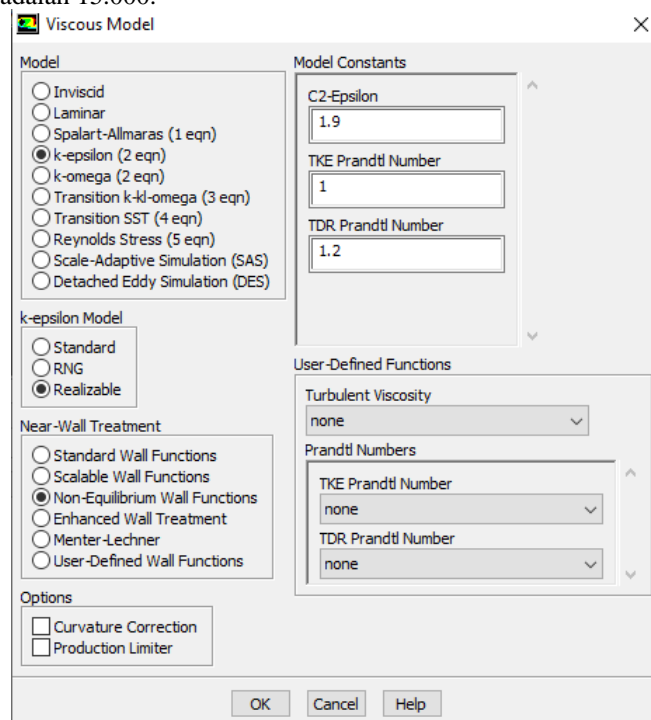 adalah 15.000.
Viscous Model
Model
Inviscid
Laminar
Spalart-Allmaras (1 eqn)
k-epsilon (2 eqn)
k-omega (2 eqn)
Transition k-kl-omega (3 eqn)
Transition SST (4 eqn)
Reynolds Stress (5 eqn)
Scale-Adaptive Simulation (SAS)
Detached Eddy Simulation (DES)
k-epsilon Model
Standard
RNG
Realizable
Near-Wall Treatment
Standard Wall Functions
Scalable Wall Functions
Non-Equilibrium Wall Functions
Enhanced Wall Treatment
Menter-Lechner
User-Defined Wall Functions
Options
Curvature Correction
Production Limiter
Model Constants
C2-Epsilon
1.9
TKE Prandtl Number
1
TDR Prandtl Number
1.2
User-Defined Functions
Turbulent Viscosity
none
Prandtl Numbers
TKE Prandtl Number
none
TDR Prandtl Number
none
OK Cancel Help